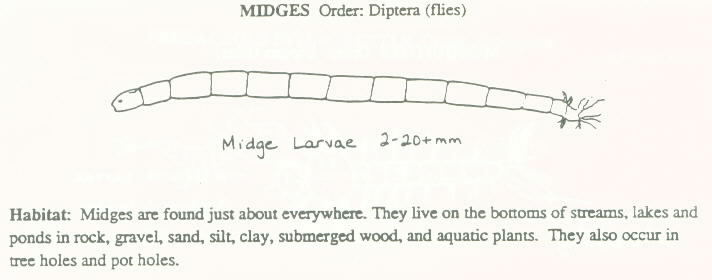 MIDGES Order: Diptera (flies)
Midge Larvae 2-20+mm
Habitat: Midges are found just about everywhere. They live on the bottoms of streams, lakes and
ponds in rock, gravel, sand, silt, clay, submerged wood, and aquatic plants. They also occur in
tree holes and pot holes.